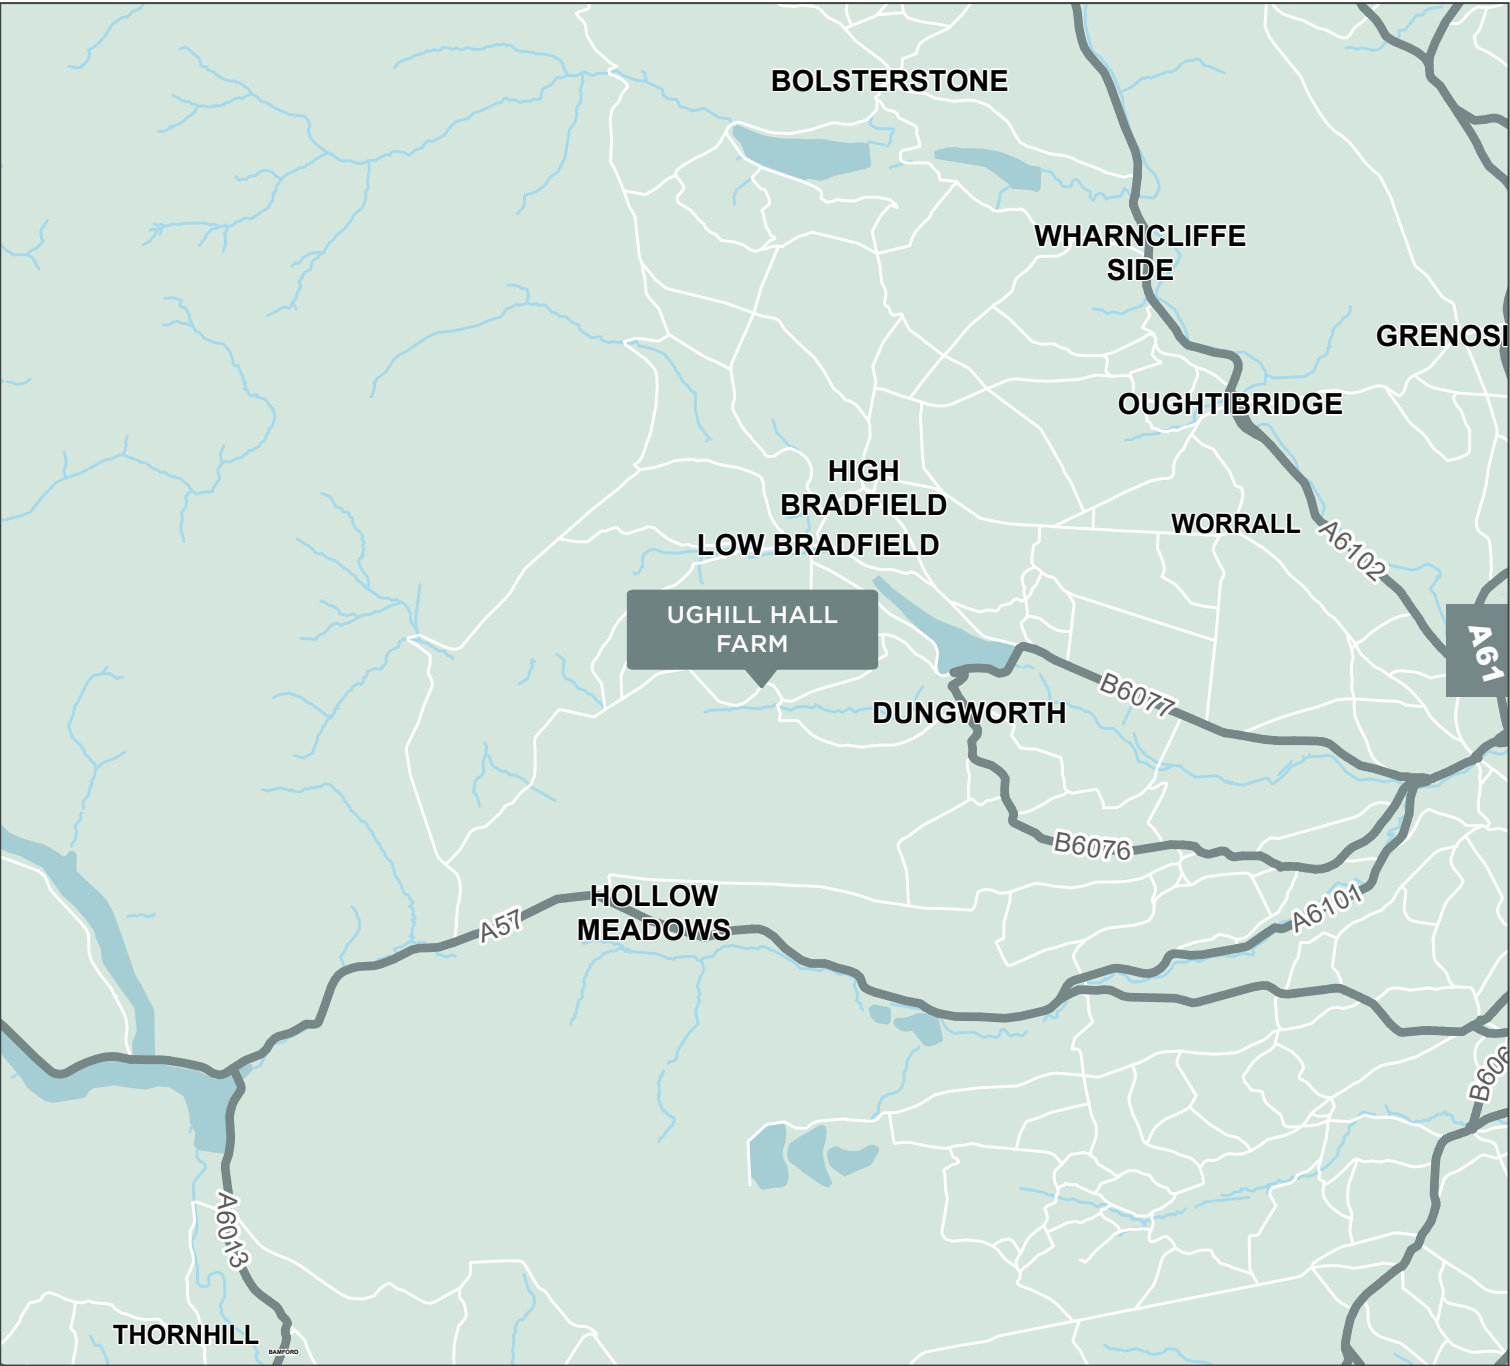 BOLSTERSTONE
WHARNCLIFFE
SIDE
GRENOSI
OUGHTIBRIDGE
HIGH
BRADFIELD
WORRALL
LOW BRADFIELD
A6102
UGHILL HALL
FARM
A61
B6077
DUNGWORTH
B6076
HOLLOW
MEADOWS
A57
A6101
B606
A6013
THORNHILL
BAMFORD